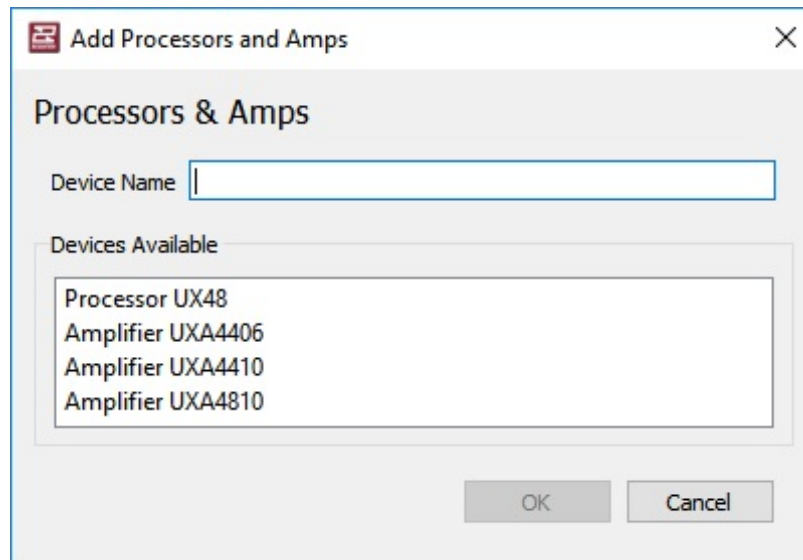 Add Processors and Amps
Processors & Amps
Device Name
Devices Available
Processor UX48
Amplifier UXA4406
Amplifier UXA4410
Amplifier UXA4810
OK
Cancel